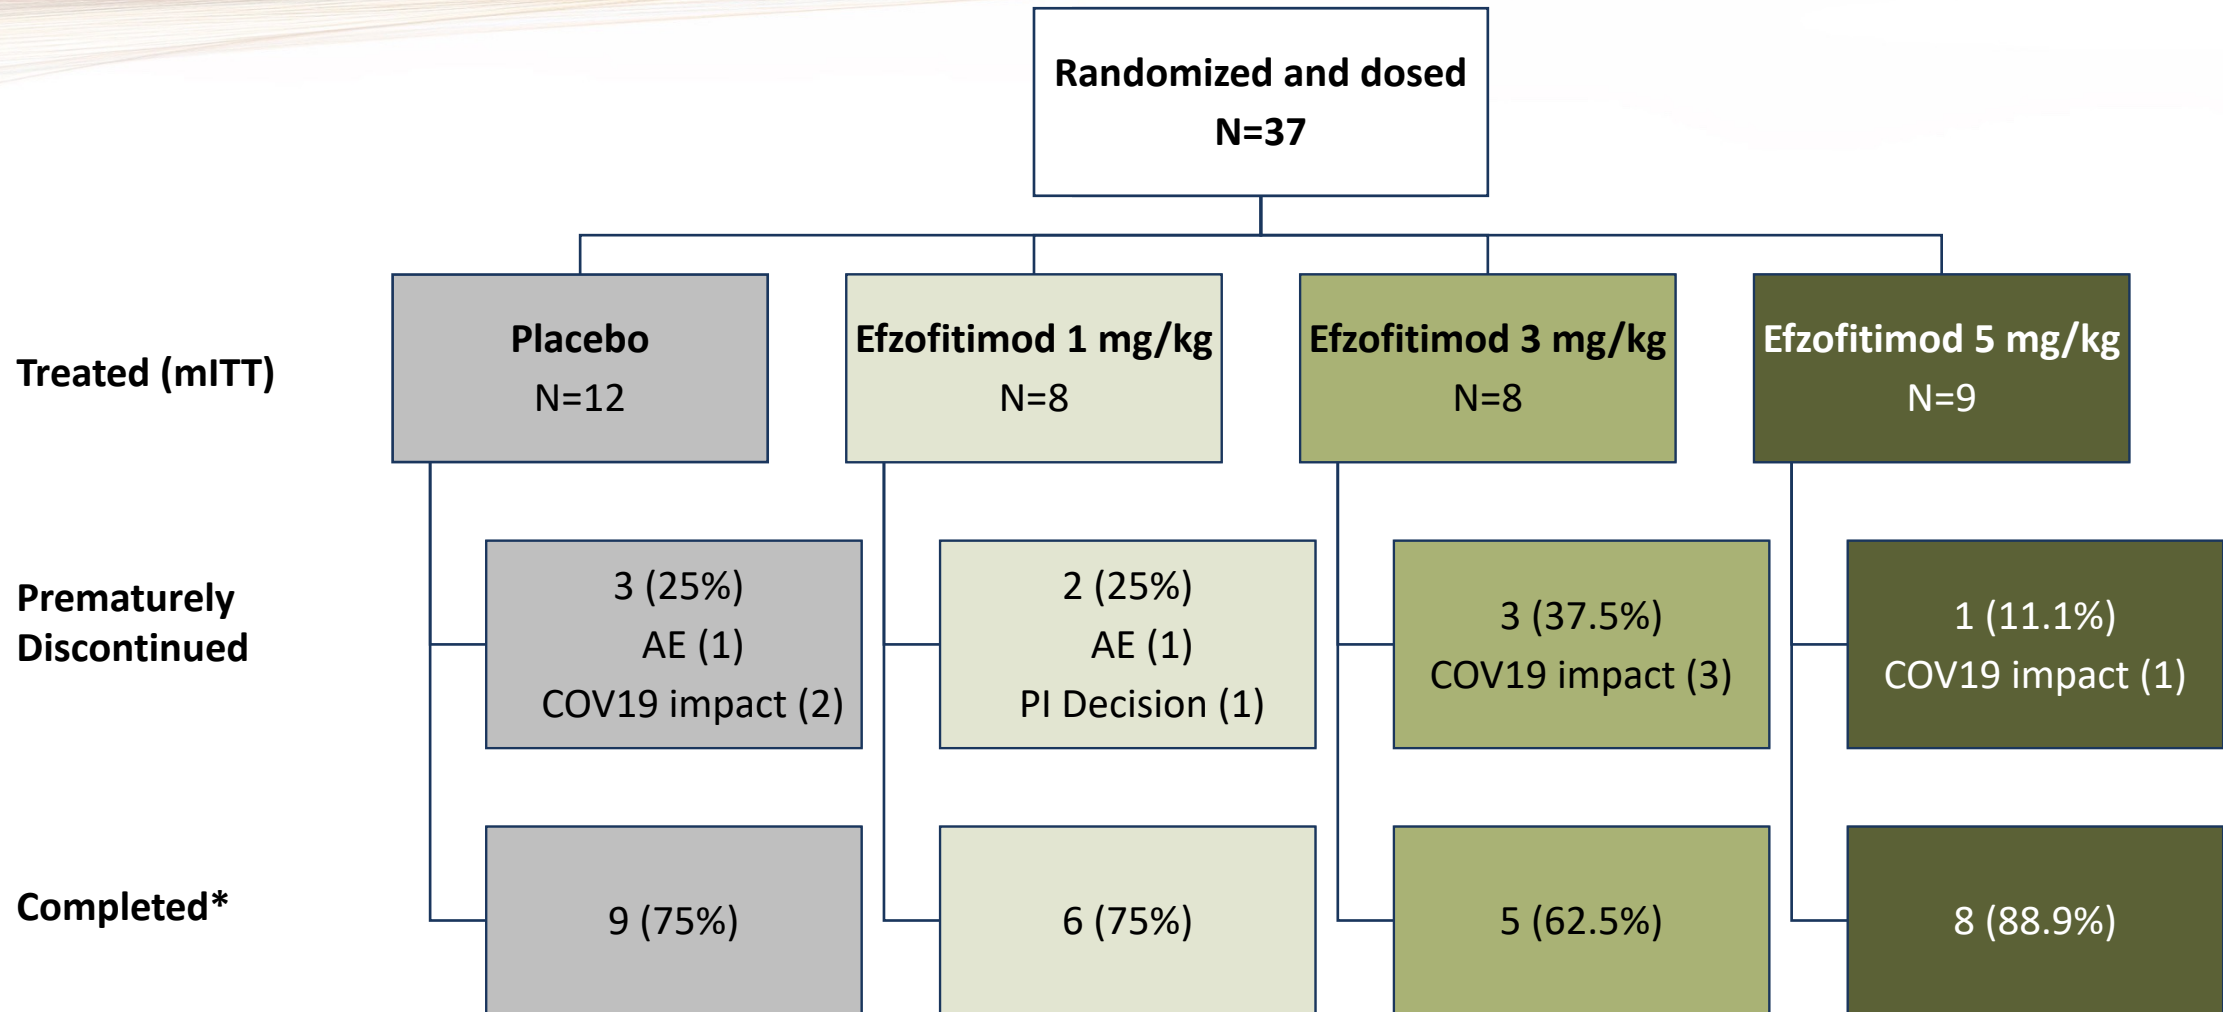 Randomized and dosed
N=37
Treated (mITT)
Placebo
N=12
Efzofitimod 1 mg/kg
N=8
Efzofitimod 3 mg/kg
N=8
Efzofitimod 5 mg/kg
N=9
Prematurely
Discontinued
3 (25%)
AE (1)
COV19 impact (2)
2 (25%)
AE (1)
PI Decision (1)
3 (37.5%)
COV19 impact (3)
1 (11.1%)
COV19 impact (1)
Completed*
9 (75%)
6 (75%)
5 (62.5%)
8 (88.9%)